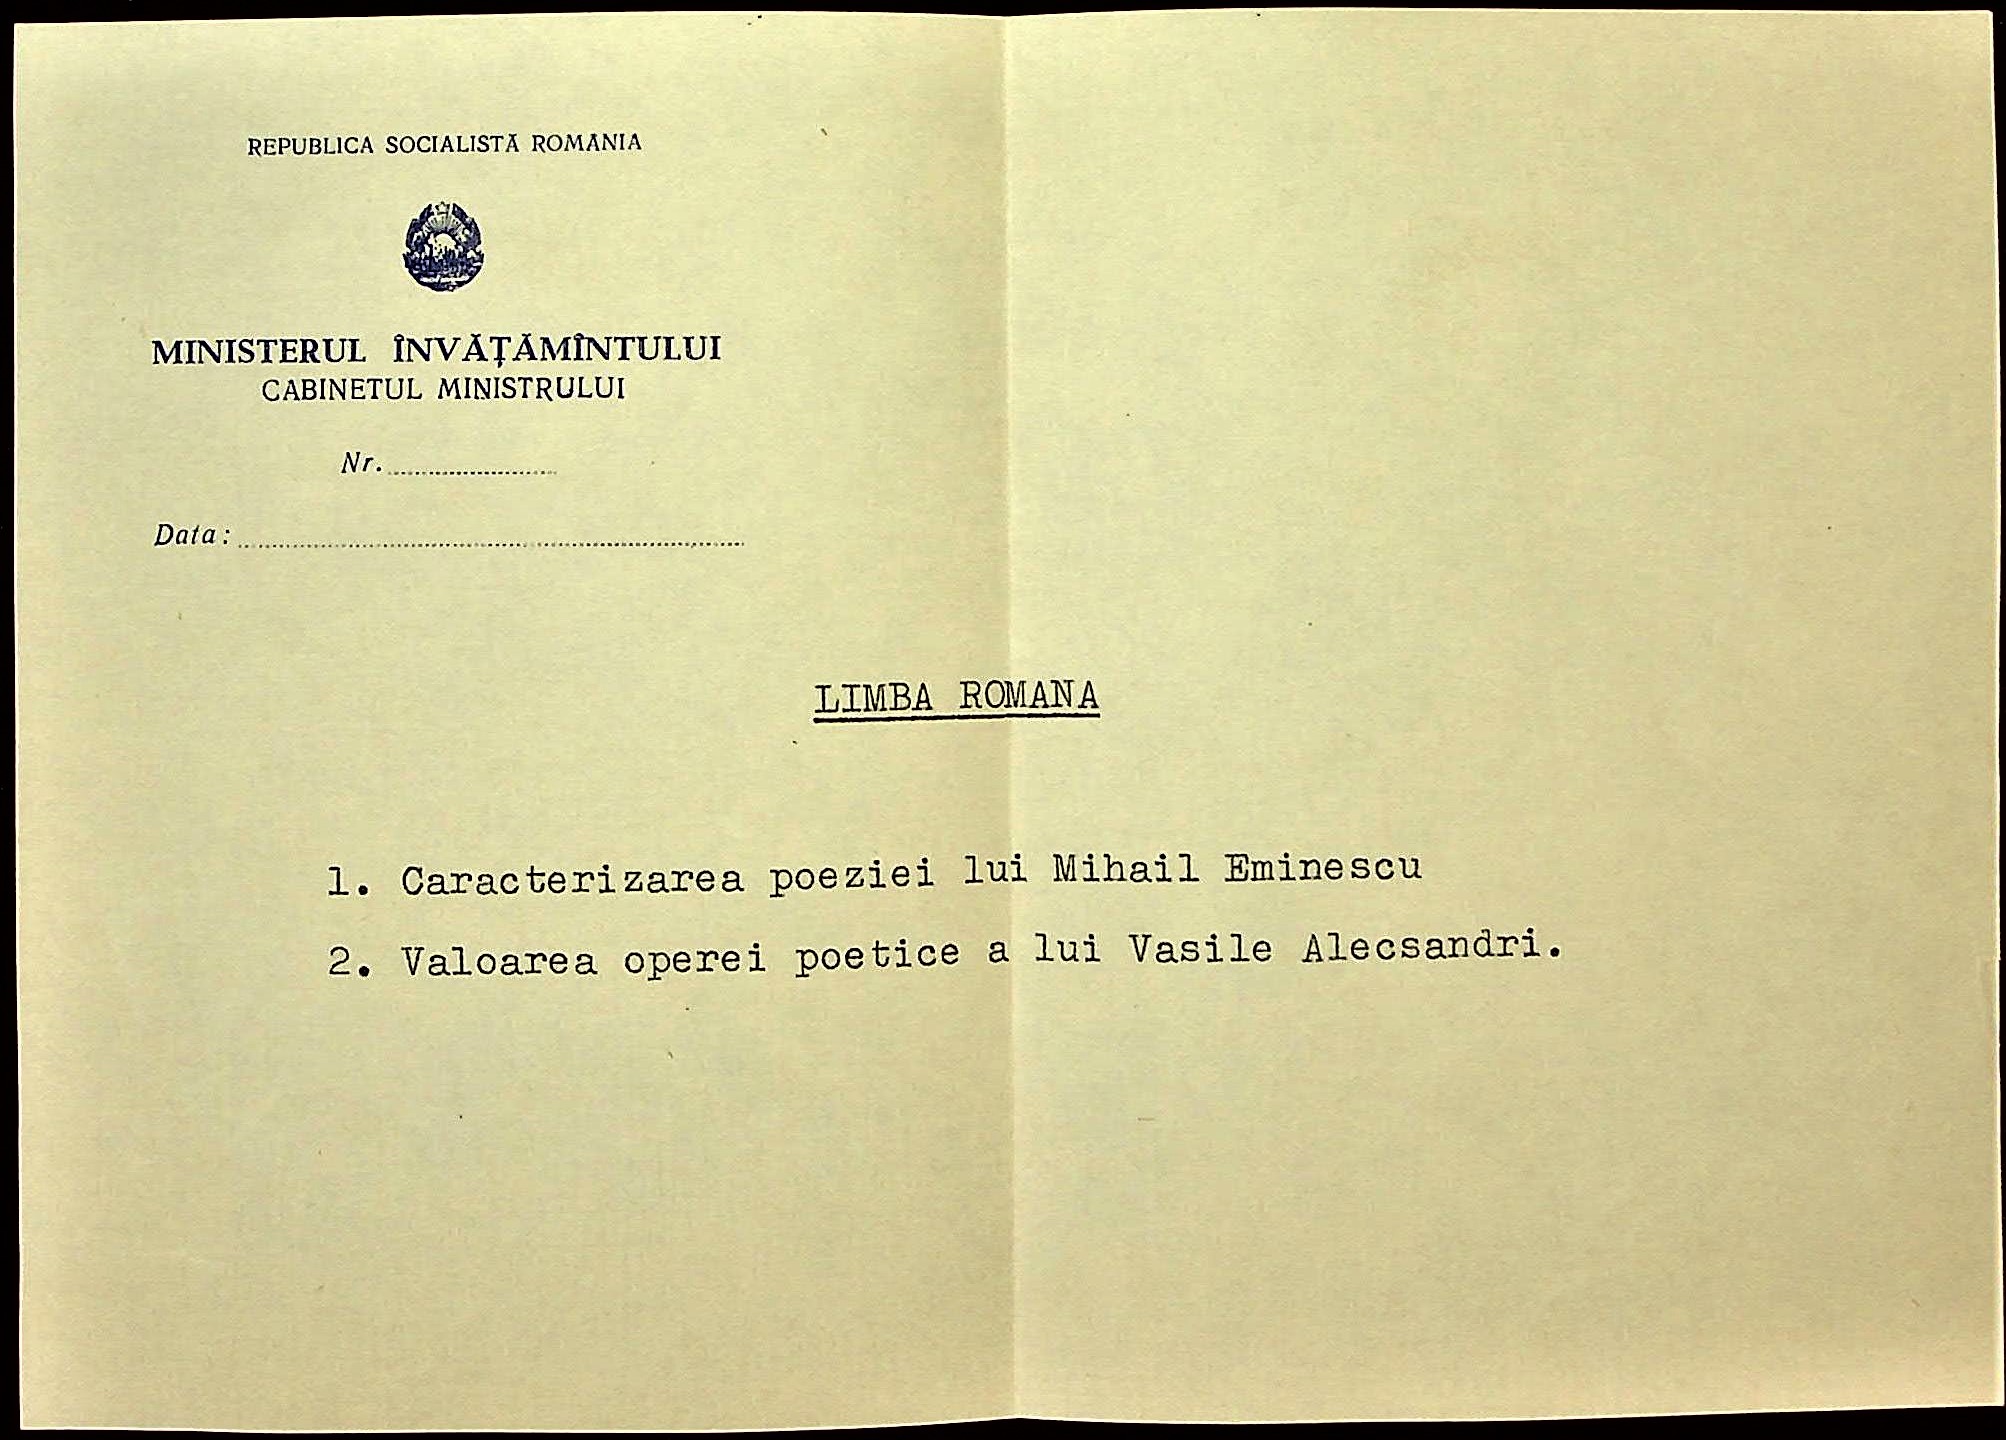 REPUBLICA SOCIALISTĂ ROMÂNIA
MINISTERUL ÎNVĂȚĂMÎNTULUI
CABINETUL MINISTRULUI
Nr.
Data:
LIMBA ROMANA
1. Caracterizarea poeziei lui Mihail Eminescu
2. Valoarea operei poetice a lui Vasile Alecsandri.